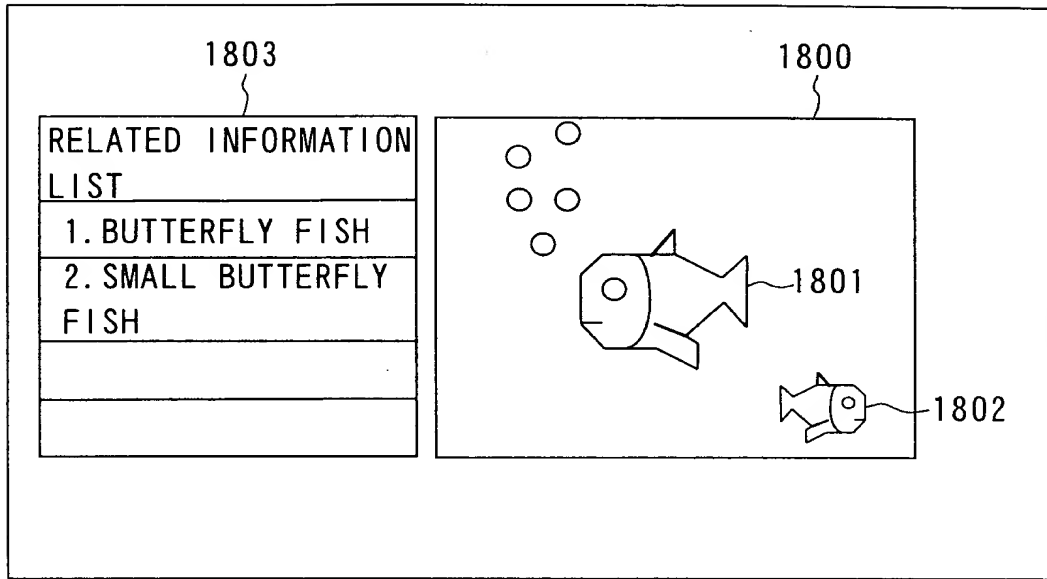 1803
1800
RELATED INFORMATION
LIST
1. BUTTERFLY FISH
2. SMALL BUTTERFLY
FISH
1801
1802